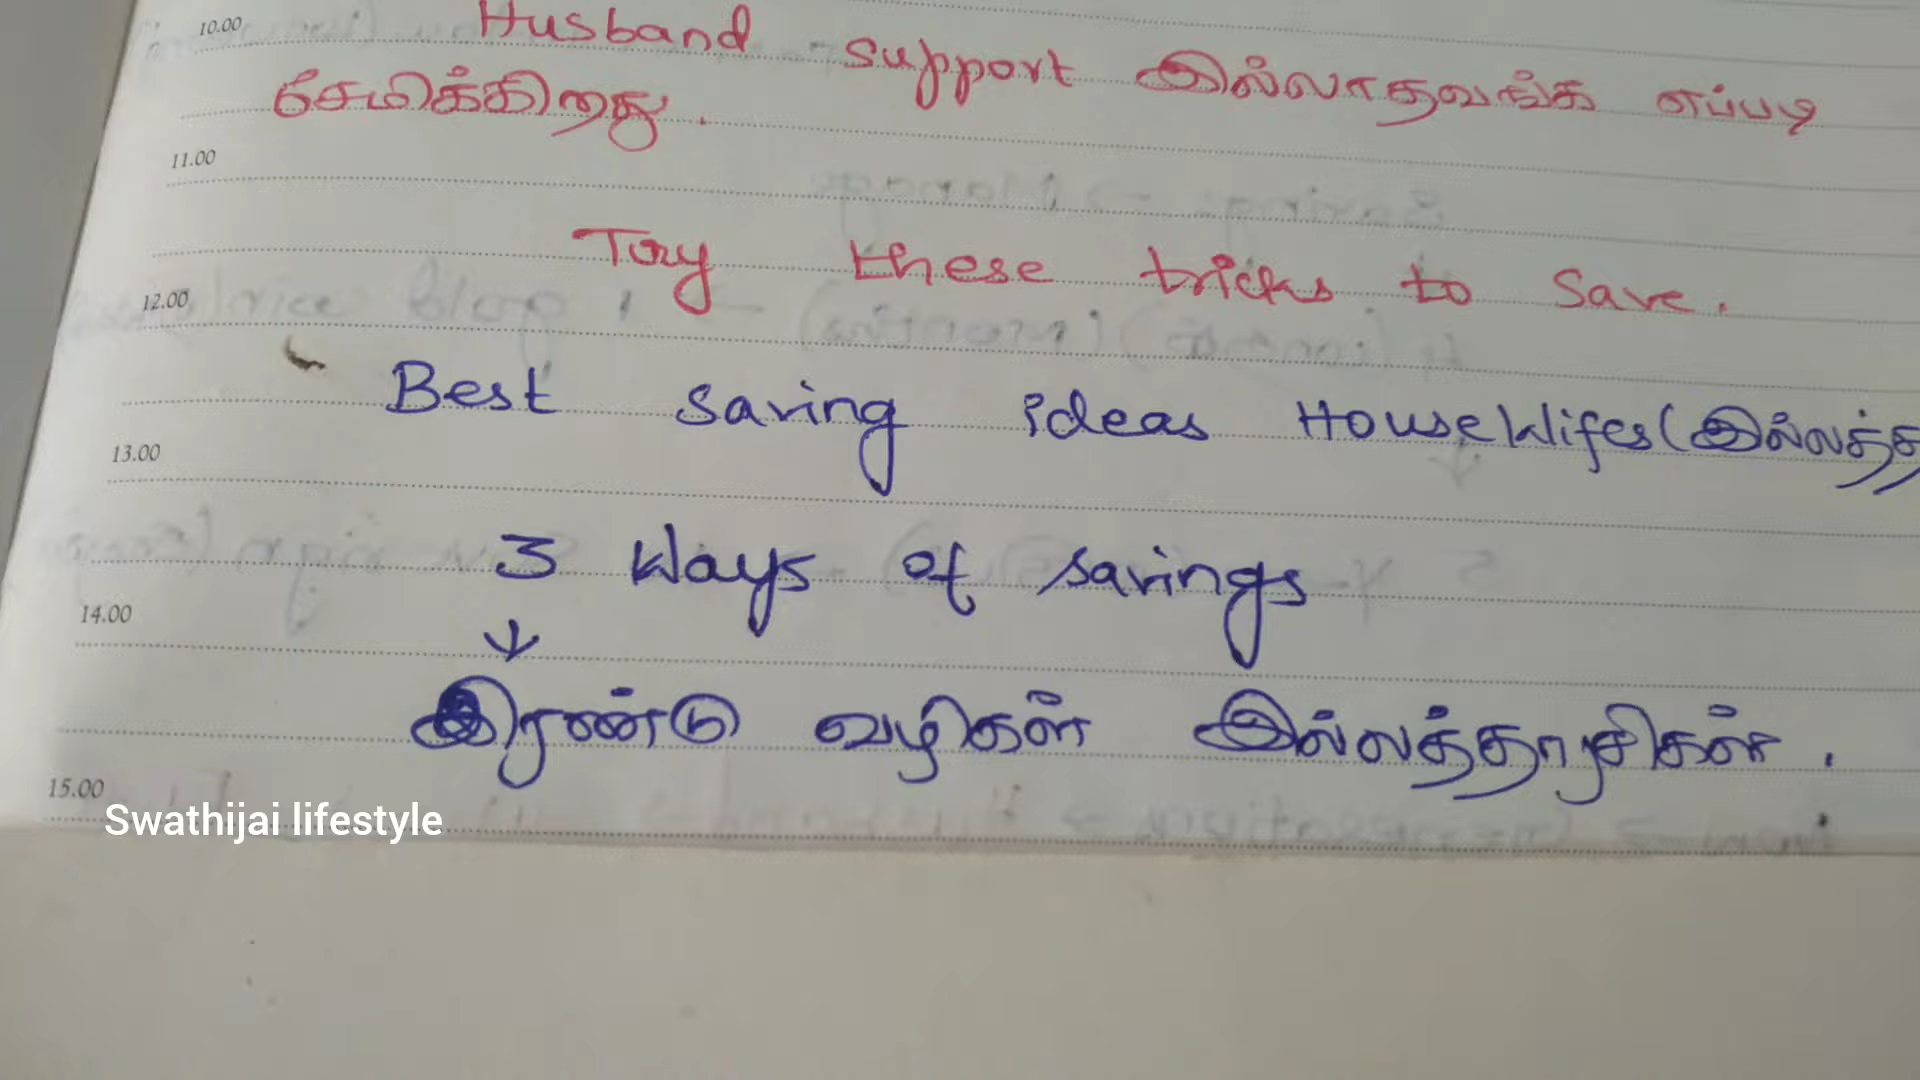 10.00
Husband support இல்லாதவங்க எப்படி
சேமிக்கிறது.
11.00
Try these tricks to save.
12.00
Best saving ideas HouseWifes(இல்லத்த
13.00
3 Ways of savings
14.00
↓
இரண்டு வழிகள் இல்லத்தரசிகள்.
15.00
Swathijai lifestyle